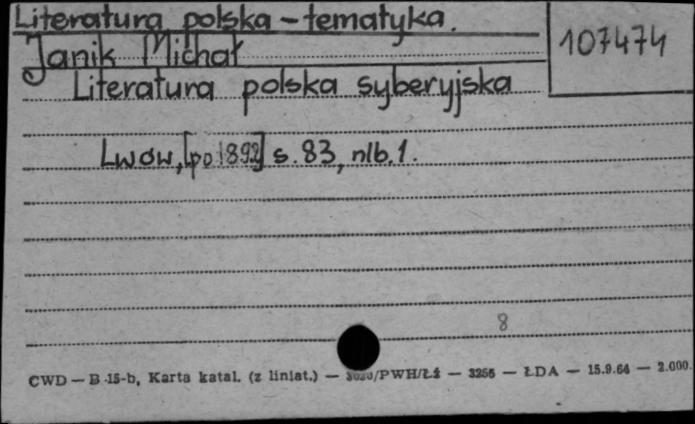 Literatura polska - tematyka.
107474
Janik Michał
Literatura polska syberyjska
Lwów, [po 1892] s. 83, nlb. 1.
8
CWD — B-15-b, Karta katal. (z liniat.) — /PWH/Łż — 3256 — ŁDA — 15.9.64 — 2.000.